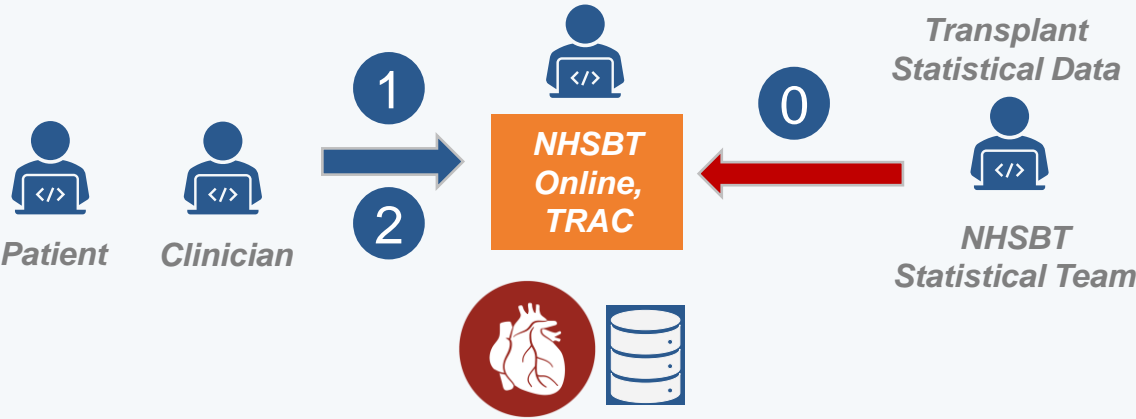 Patient
Clinician
</>
</>
1
2
</>
NHSBT
Online,
TRAC
0
Transplant
Statistical Data
</>
NHSBT
Statistical Team